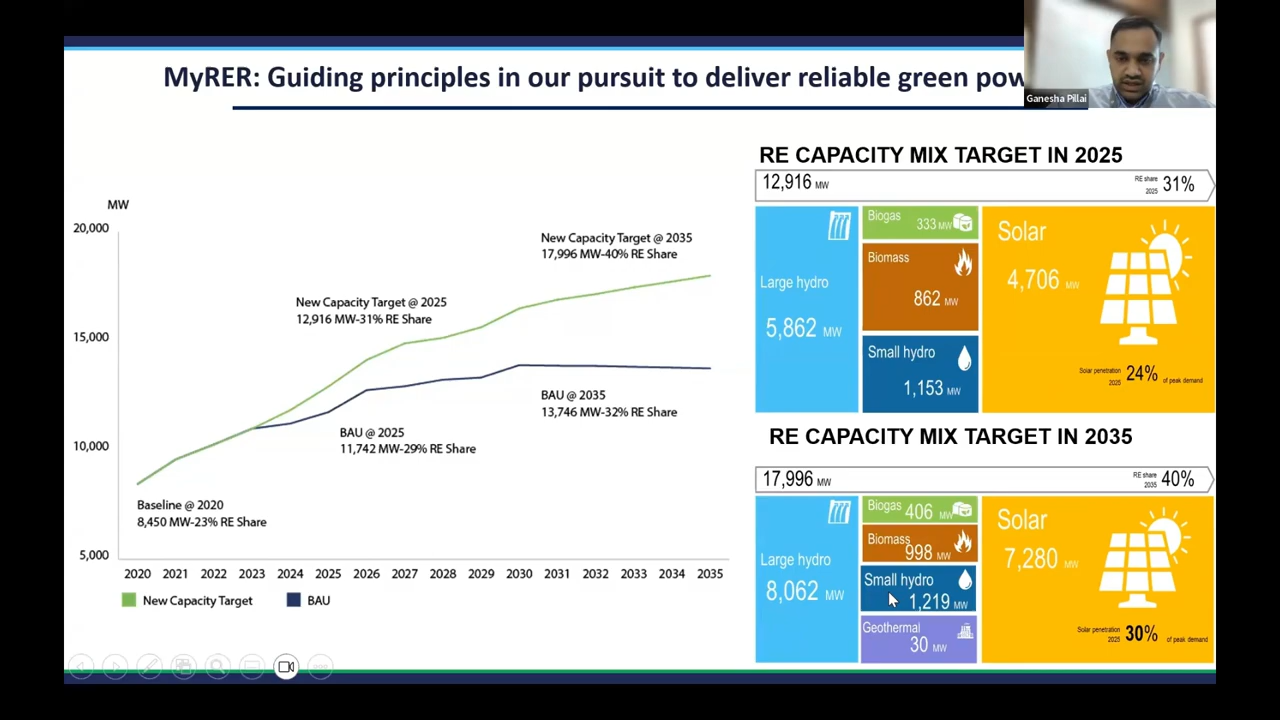 MyRER: Guiding principles in our pursuit to deliver reliable green pow
Ganesha Pillai
MW
20,000
15,000
10,000
5,000
New Capacity Target @ 2035
17,996 MW-40% RE Share
New Capacity Target @ 2025
12,916 MW-31% RE Share
BAU @ 2035
13,746 MW-32% RE Share
BAU @ 2025
11,742 MW-29% RE Share
Baseline @ 2020
8,450 MW-23% RE Share
2020 2021 2022 2023 2024 2025 2026 2027 2028 2029 2030 2031 2032 2033 2034 2035
New Capacity Target BAU
RE CAPACITY MIX TARGET IN 2025
12,916 MW
RE share
2025
31%
Large hydro
5,862 MW
Biogas
333 MW
Biomass
862 MW
Small hydro
1,153 MW
Solar
4,706 MW
Solar penetration
2025
24% of peak demand
RE CAPACITY MIX TARGET IN 2035
17,996 MW
RE share
2035
40%
Large hydro
8,062 MW
Biogas
406 MW
Biomass
998 MW
Small hydro
1,219 MW
Geothermal
30 MW
Solar
7,280 MW
Solar penetration
2025
30% of peak demand